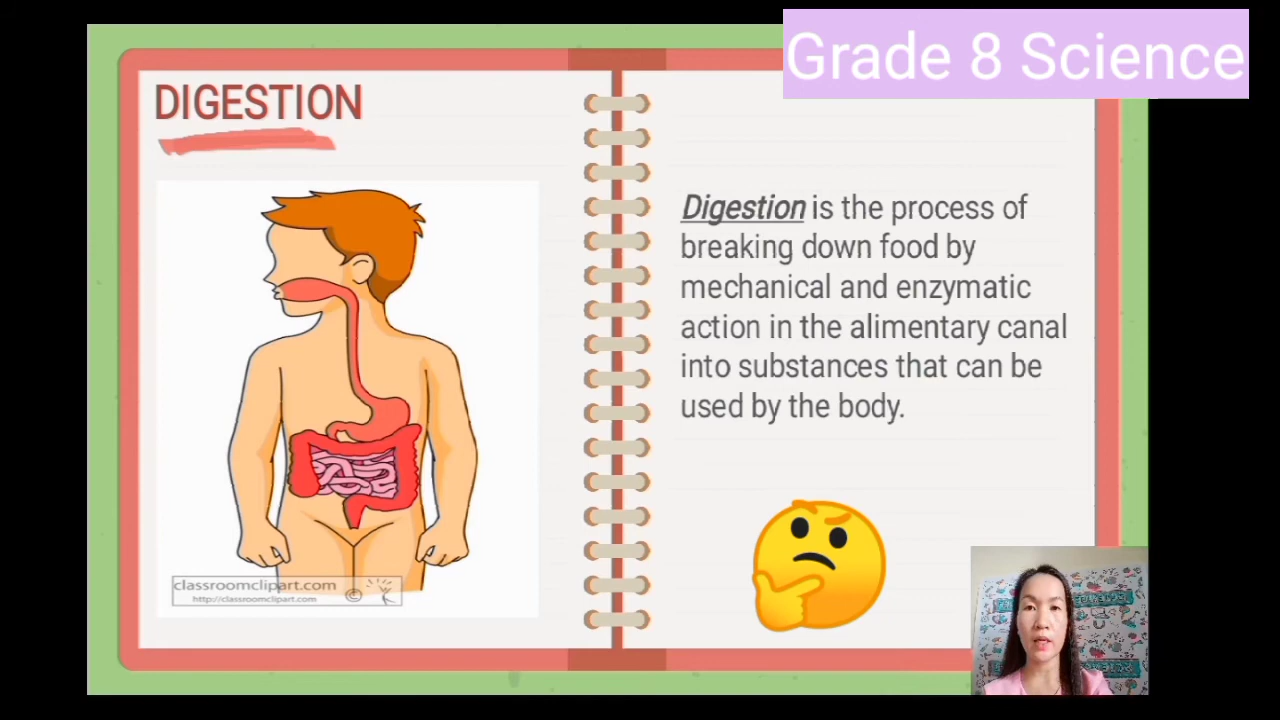 Grade 8 Science
DIGESTION
Digestion is the process of
breaking down food by
mechanical and enzymatic
action in the alimentary canal
into substances that can be
used by the body.
classroomclipart.com
http://classroomclipart.com
©